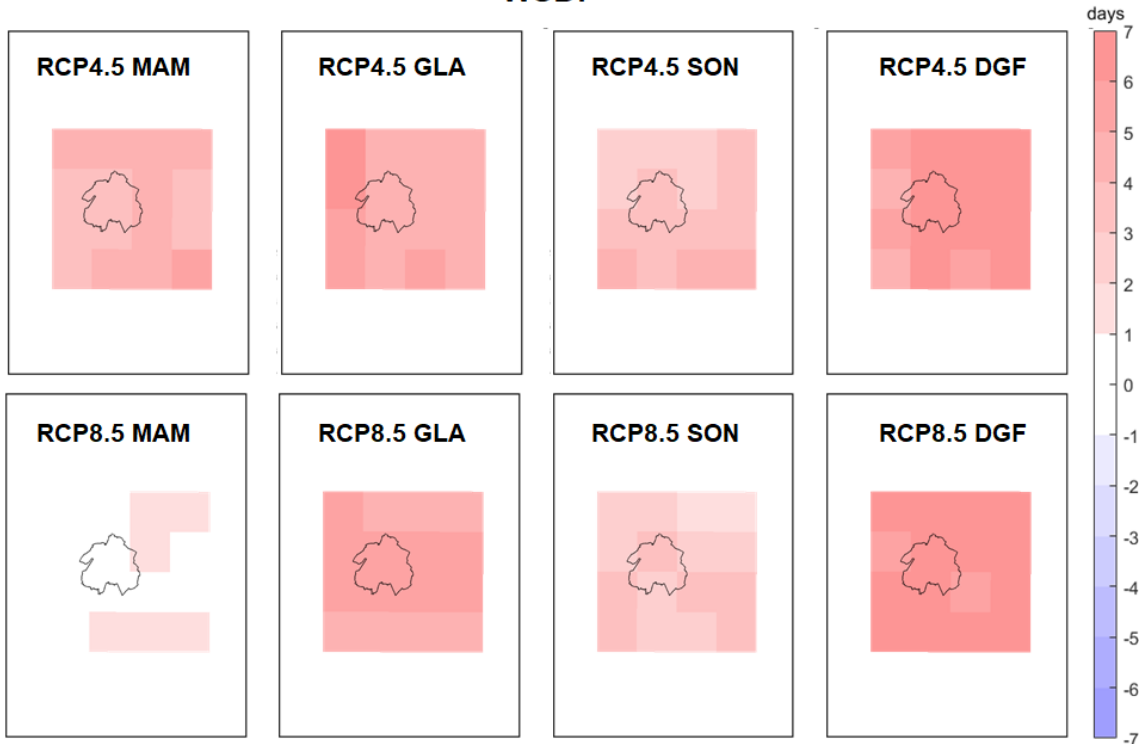 days
RCP4.5 MAM
RCP4.5 GLA
RCP4.5 SON
RCP4.5 DGF
7
6
5
4
3
2
1
0
-1
-2
-3
-4
-5
-6
-7
RCP8.5 MAM
RCP8.5 GLA
RCP8.5 SON
RCP8.5 DGF